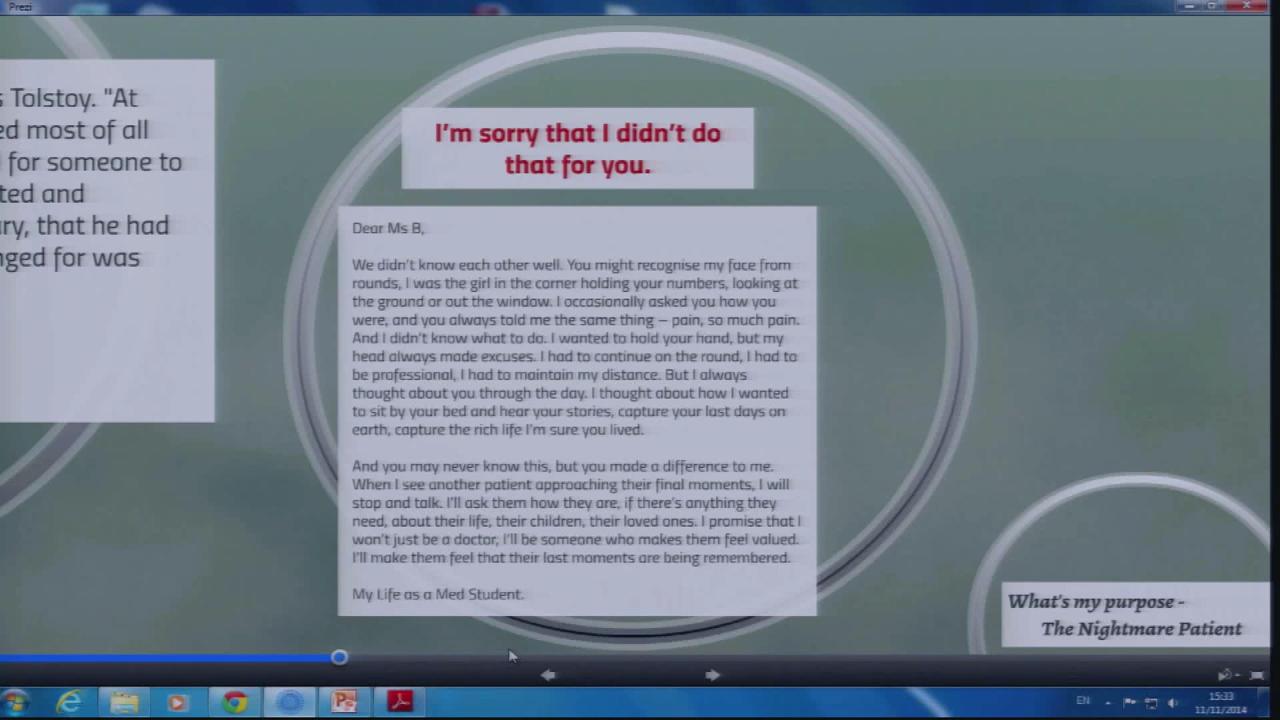 Prezi
s Tolstoy. "At
ed most of all
for someone to
ted and
ry, that he had
nged for was
I'm sorry that I didn't do
that for you.
Dear Ms B,
We didn't know each other well. You might recognise my face from
rounds, I was the girl in the corner holding your numbers, looking at
the ground or out the window. I occasionally asked you how you
were, and you always told me the same thing – pain, so much pain.
And I didn't know what to do. I wanted to hold your hand, but my
head always made excuses. I had to continue on the round, I had to
be professional, I had to maintain my distance. But I always
thought about you through the day. I thought about how I wanted
to sit by your bed and hear your stories, capture your last days on
earth, capture the rich life I'm sure you lived.
And you may never know this, but you made a difference to me.
When I see another patient approaching their final moments, I will
stop and talk. I'll ask them how they are, if there's anything they
need, about their life, their children, their loved ones. I promise that I
won't just be a doctor, I'll be someone who makes them feel valued.
I'll make them feel that their last moments are being remembered.
My Life as a Med Student.
What's my purpose -
The Nightmare Patient
EN
15:33
11/11/2014